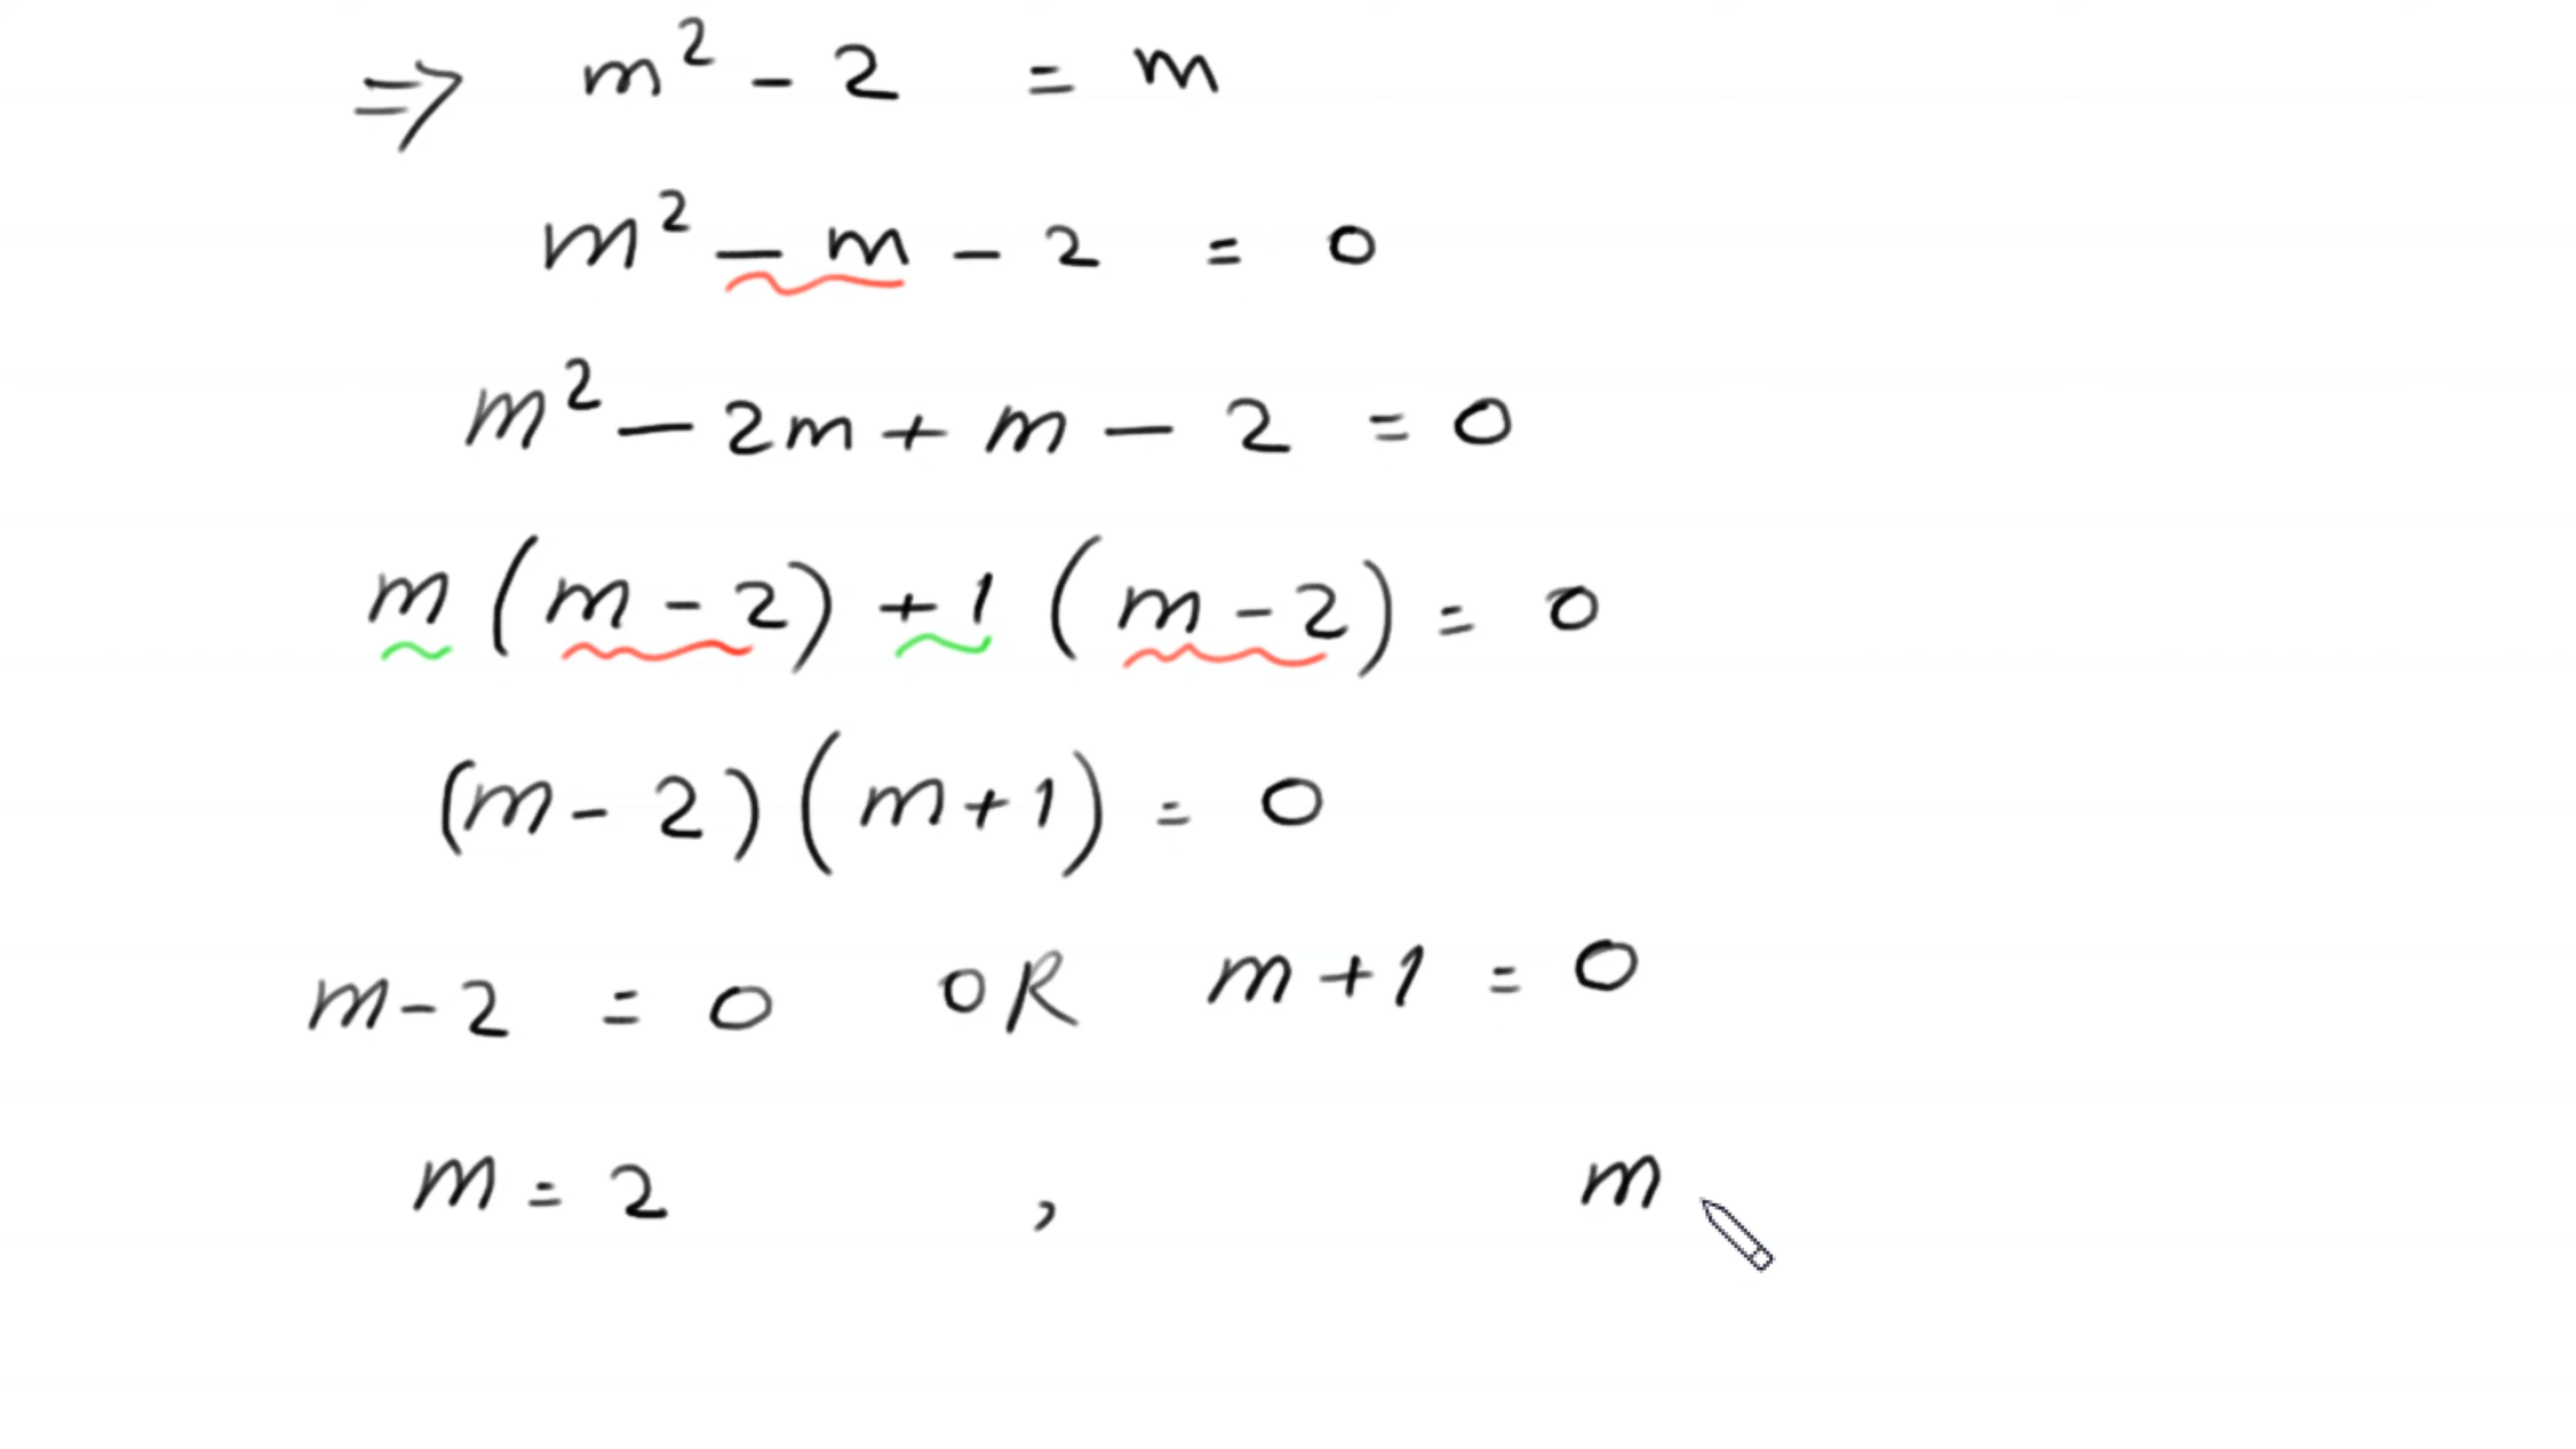 ⇒ m² - 2 = m
m² - m - 2 = 0
m² - 2m + m - 2 = 0
m (m - 2) + 1 (m - 2) = 0
(m - 2) (m + 1) = 0
m - 2 = 0 OR m + 1 = 0
m = 2 , m